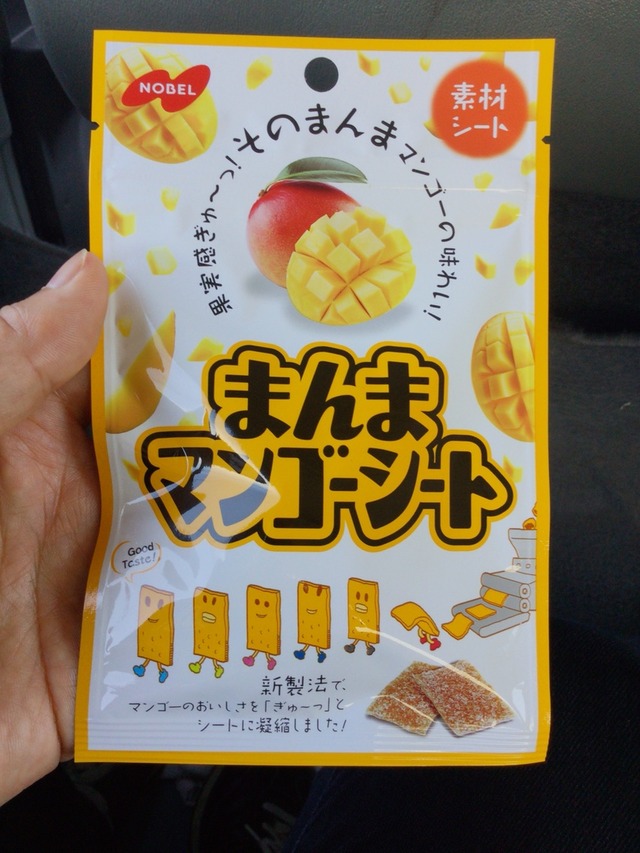 NOBEL
素材
シート
果実感ぎゅ〜っ!そのまんまマンゴーの味わい!
まんま
マンゴーシート
Good
Taste!
新製法で、
マンゴーのおいしさを「ぎゅ〜っ」と
シートに凝縮しました!